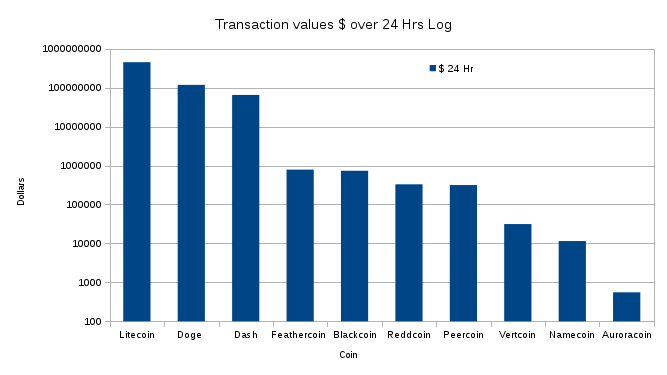 Transaction values $ over 24 Hrs Log
1000000000
$ 24 Hr
100000000
10000000
1000000
100000
10000
1000
100
Dollars
Litecoin Doge Dash Feathercoin Blackcoin Reddcoin Peercoin Vertcoin Namecoin Auroracoin
Coin